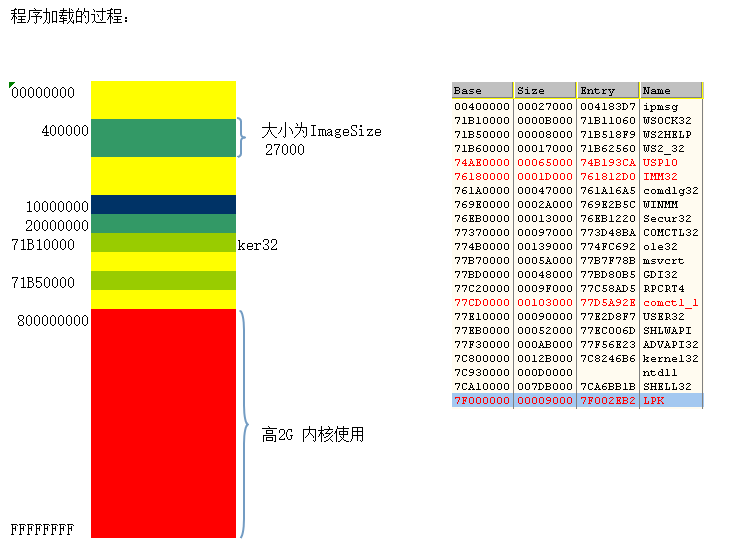 程序加载的过程:
00000000
400000
大小为ImageSize
27000
10000000
20000000
71B10000 ker32
71B50000
800000000
高2G 内核使用
FFFFFFFF
Base Size Entry Name
00400000 00027000 004183D7 ipmsg
71B10000 0000B000 71B11060 WSOCK32
71B50000 00008000 71B518F9 WS2HELP
71B60000 00017000 71B62560 WS2_32
74AE0000 00065000 74B193CA USP10
76180000 0001D000 761812D0 IMM32
761A0000 00047000 761A16A5 comdlg32
769E0000 0002A000 769E2B5C WINMM
76EB0000 00013000 76EB1220 Secur32
77370000 00097000 773D48BA COMCTL32
774B0000 00139000 774FC692 ole32
77B70000 0005A000 77B7F78B msvcrt
77BD0000 00048000 77BD80B5 GDI32
77C20000 0009F000 77C58AD5 RPCRT4
77CD0000 00103000 77D5A92E comctl_1
77E10000 00090000 77E2D8F7 USER32
77EB0000 00052000 77EC006D SHLWAPI
77F30000 000AB000 77F56E23 ADVAPI32
7C800000 0012B000 7C8246B6 kernel32
7C930000 000D0000 ntdll
7CA10000 007DB000 7CA6BB1B SHELL32
7F000000 00009000 7F002EB2 LPK